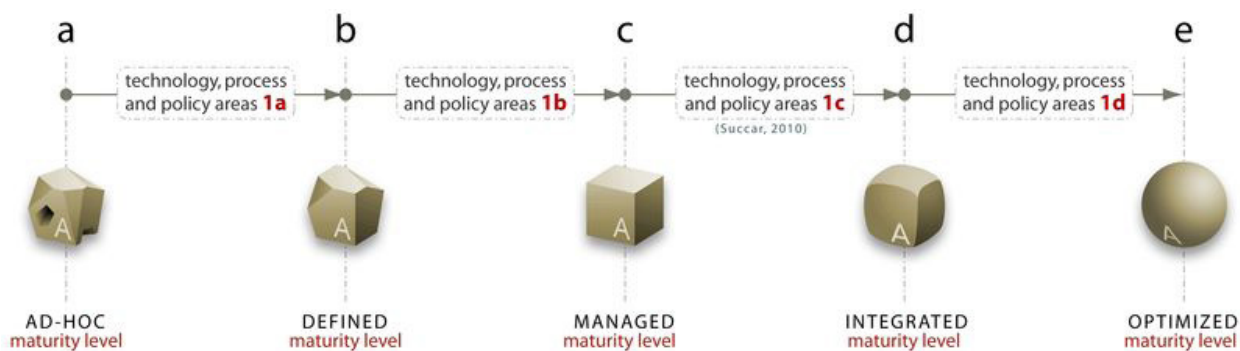 a
b
c
d
e
technology, process
and policy areas 1a
technology, process
and policy areas 1b
technology, process
and policy areas 1c
(Succar, 2010)
technology, process
and policy areas 1d
A
A
A
A
A
AD-HOC
maturity level
DEFINED
maturity level
MANAGED
maturity level
INTEGRATED
maturity level
OPTIMIZED
maturity level